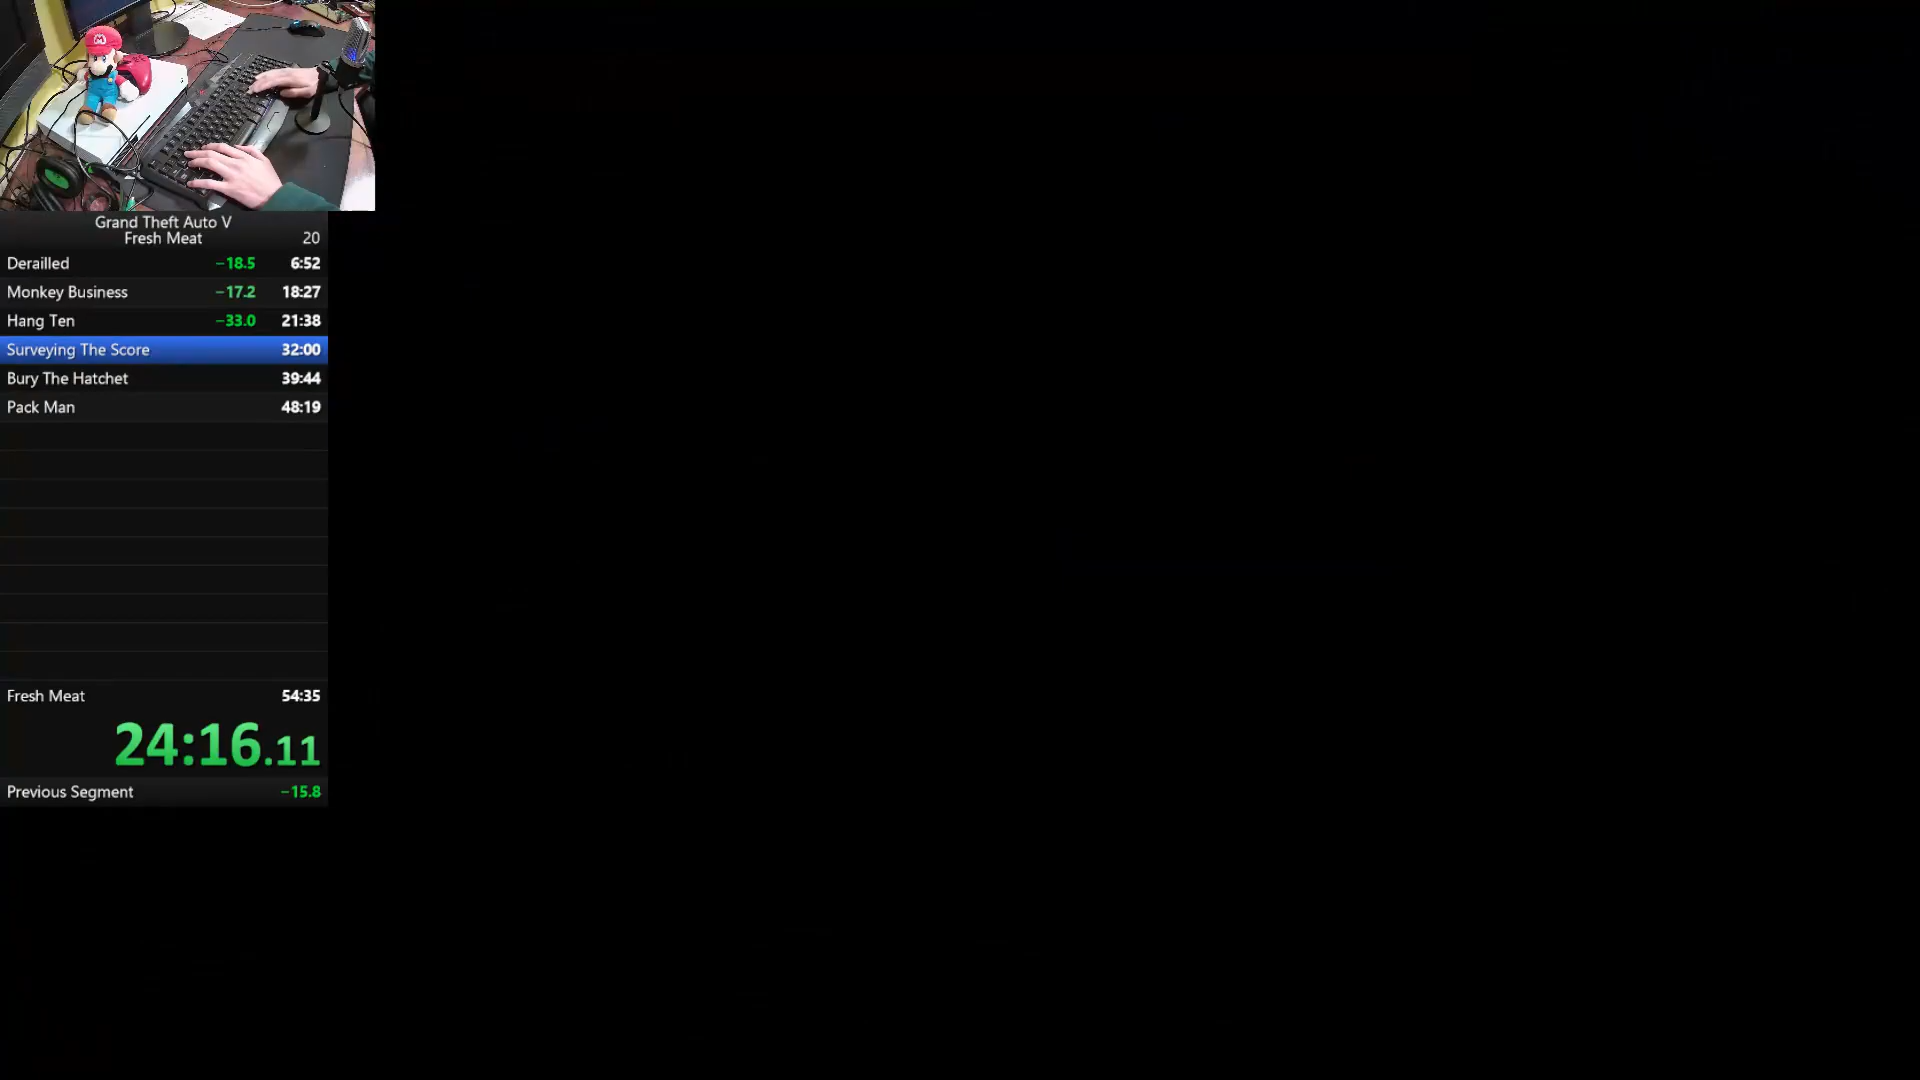 Grand Theft Auto V
Fresh Meat 20
Derailled -18.5 6:52
Monkey Business -17.2 18:27
Hang Ten -33.0 21:38
Surveying The Score 32:00
Bury The Hatchet 39:44
Pack Man 48:19
Fresh Meat 54:35
24:16.11
Previous Segment -15.8